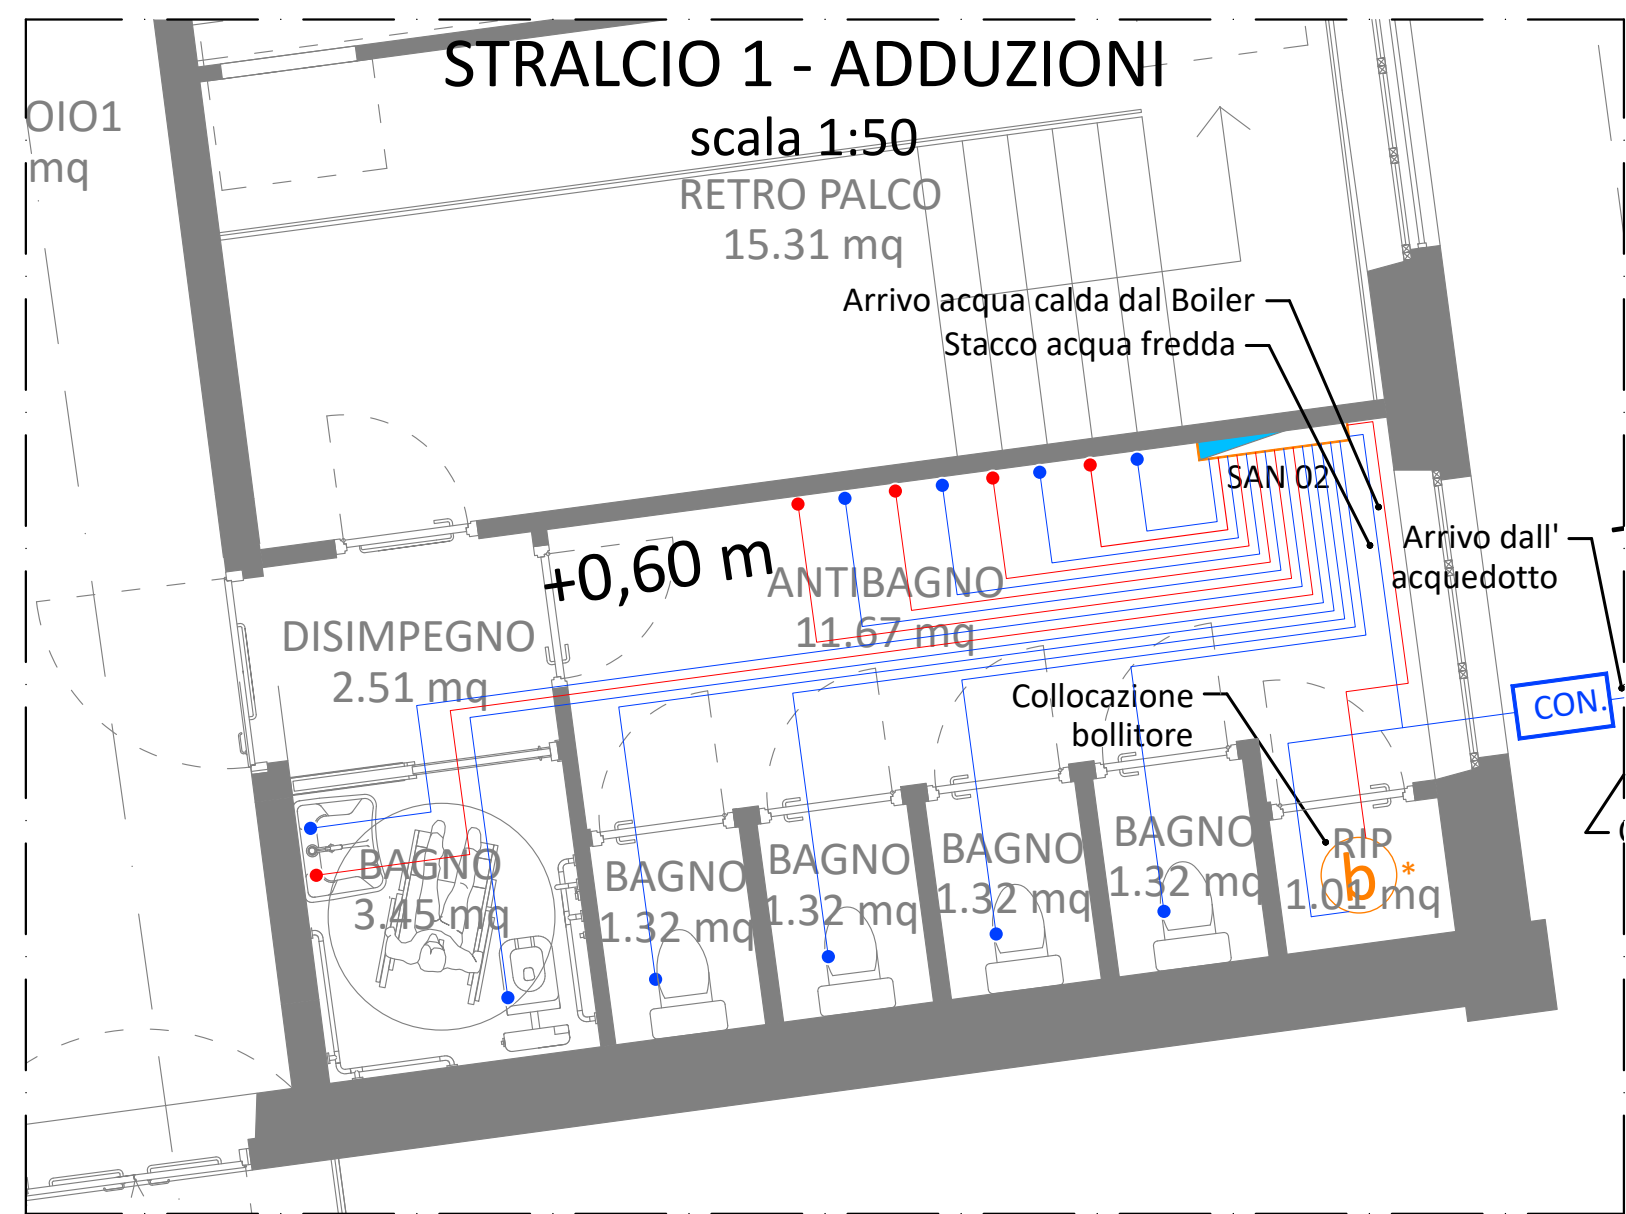 STRALCIO 1 - ADDUZIONI
scala 1:50
OIO1
mq
RETRO PALCO
15.31 mq
Arrivo acqua calda dal Boiler
Stacco acqua fredda
SAN 02
Arrivo dall'
acquedotto
+0,60 m
ANTIBAGNO
11.67 mq
DISIMPEGNO
2.51 mq
Collocazione
bollitore
CON.
BAGNO
3.45 mq
BAGNO
1.32 mq
BAGNO
1.32 mq
BAGNO
1.32 mq
BAGNO
1.32 mq
RIP
1.01 mq
b *